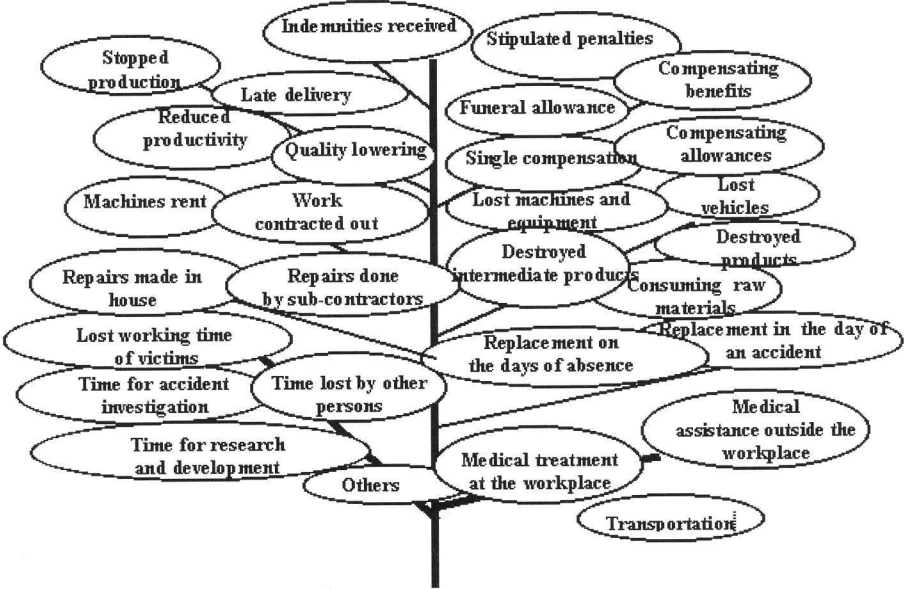 Indemnities received
Stipulated penalties
Stopped
production
Compensating
benefits
Late delivery
Funeral allowance
Reduced
productivity
Compensating
allowances
Quality lowering
Single compensation
Machines rent
Work
contracted out
Lost machines and
equipment
Lost
vehicles
Destroyed
products
Repairs made in
house
Repairs done
by sub-contractors
Destroyed
intermediate products
Consuming raw
materials
Lost working time
of victims
Replacement on
the days of absence
Replacement in the day of
an accident
Time for accident
investigation
Time lost by other
persons
Medical
assistance outside the
workplace
Time for research
and development
Others
Medical treatment
at the workplace
Transportation